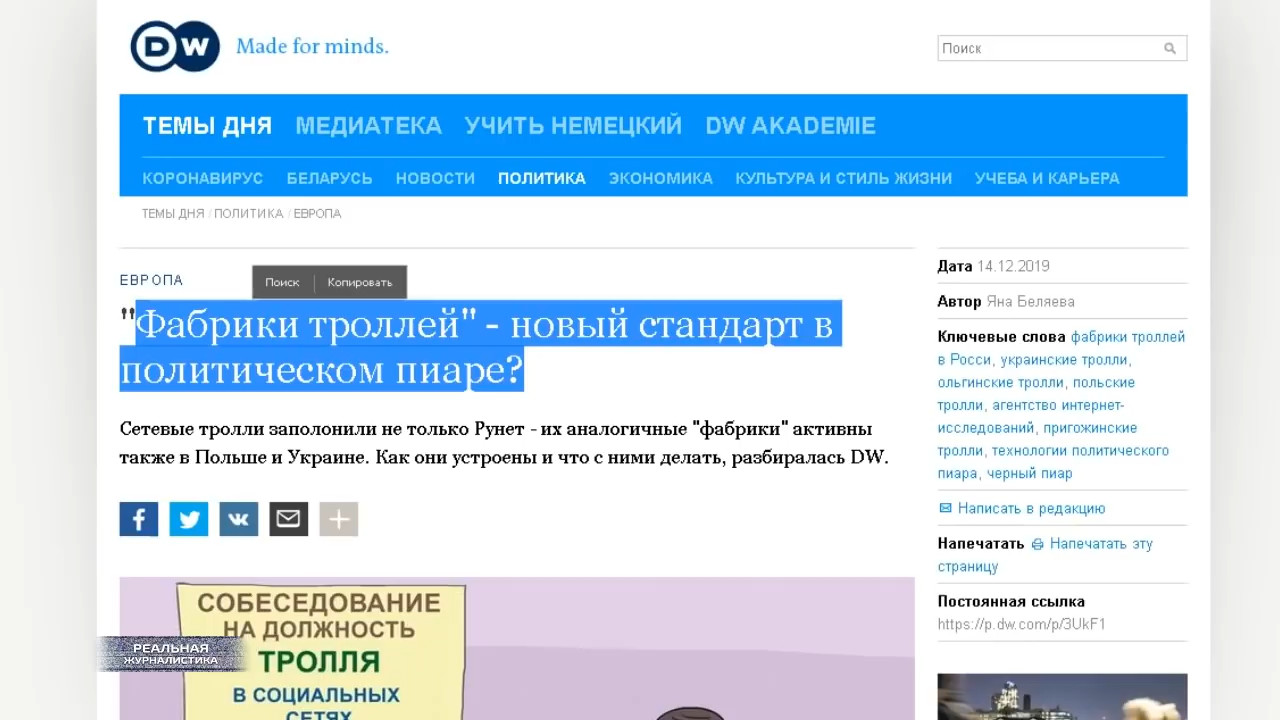 DW Made for minds.
Поиск
ТЕМЫ ДНЯ МЕДИАТЕКА УЧИТЬ НЕМЕЦКИЙ DW AKADEMIE
КОРОНАВИРУС БЕЛАРУСЬ НОВОСТИ ПОЛИТИКА ЭКОНОМИКА КУЛЬТУРА И СТИЛЬ ЖИЗНИ УЧЕБА И КАРЬЕРА
ТЕМЫ ДНЯ / ПОЛИТИКА / ЕВРОПА
ЕВРОПА
Поиск Копировать
"Фабрики троллей" - новый стандарт в
политическом пиаре?
Сетевые тролли заполонили не только Рунет - их аналогичные "фабрики" активны
также в Польше и Украине. Как они устроены и что с ними делать, разбиралась DW.
СОБЕСЕДОВАНИЕ
НА ДОЛЖНОСТЬ
ТРОЛЛЯ
В СОЦИАЛЬНЫХ
СЕТЯХ
РЕАЛЬНАЯ
ЖУРНАЛИСТИКА
Дата 14.12.2019
Автор Яна Беляева
Ключевые слова фабрики троллей
в Росси, украинские тролли,
ольгинские тролли, польские
тролли, агентство интернет-
исследований, пригожинские
тролли, технологии политического
пиара, черный пиар
Написать в редакцию
Напечатать Напечатать эту
страницу
Постоянная ссылка
https://p.dw.com/p/3UkF1